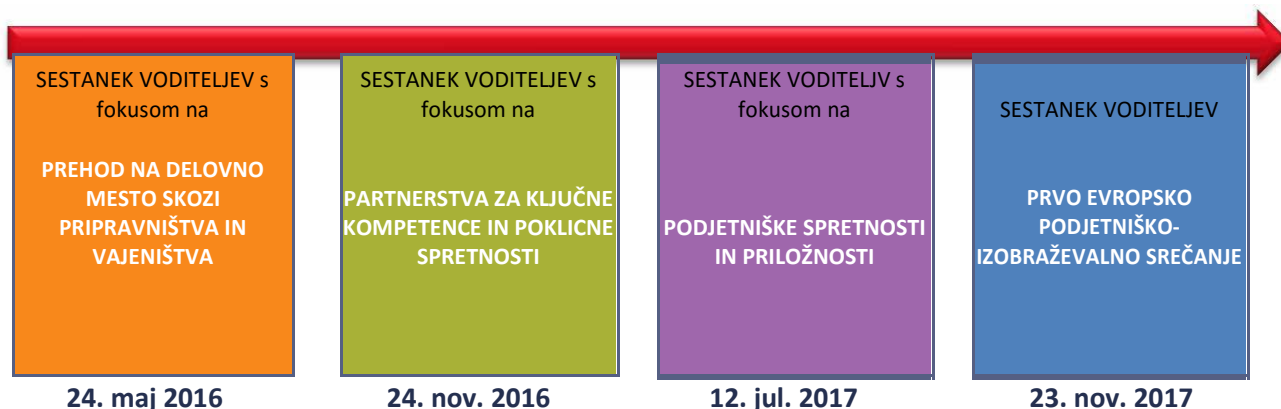 SESTANEK VODITELJEV s
fokusom na
PREHOD NA DELOVNO
MESTO SKOZI
PRIPRAVNIŠTVA IN
VAJENIŠTVA
24. maj 2016
SESTANEK VODITELJEV s
fokusom na
PARTNERSTVA ZA KLJUČNE
KOMPETENCE IN POKLICNE
SPRETNOSTI
24. nov. 2016
SESTANEK VODITELJV s
fokusom na
PODJETNIŠKE SPRETNOSTI
IN PRILOŽNOSTI
12. jul. 2017
SESTANEK VODITELJEV
PRVO EVROPSKO
PODJETNIŠKO-
IZOBRAŽEVALNO SREČANJE
23. nov. 2017